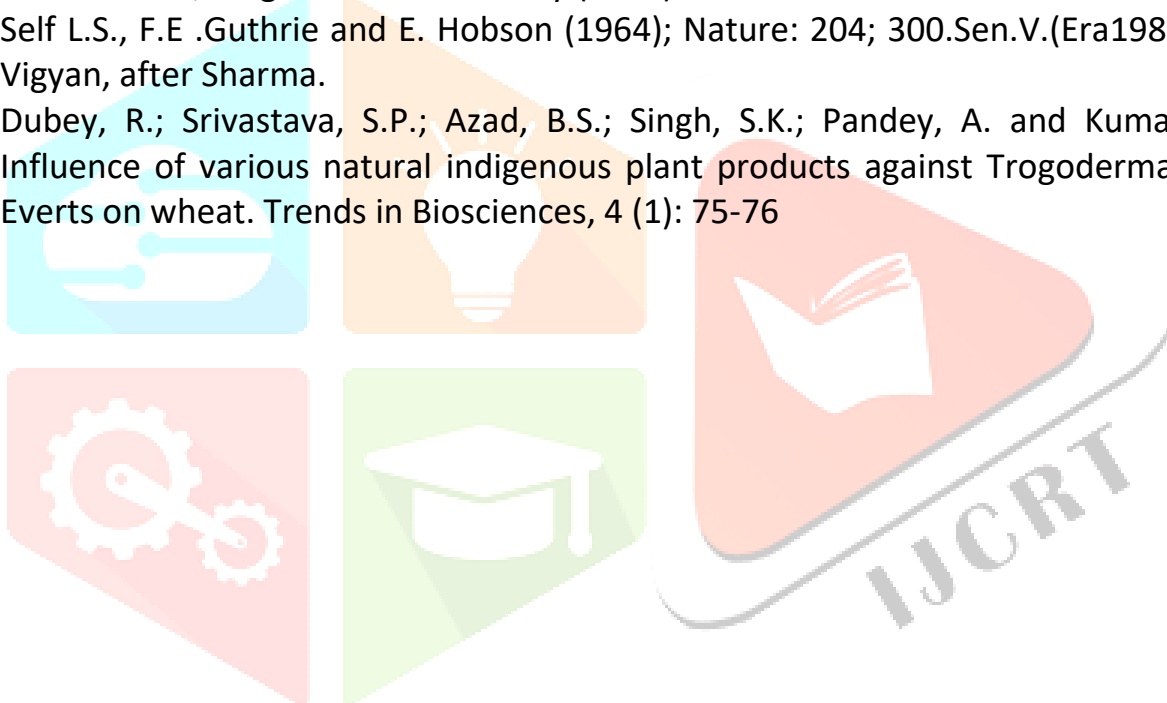 Self L.S., F.E .Guthrie and E. Hobson (1964); Nature: 204; 300.Sen.V.(Era198
Vigyan, after Sharma.
Dubey, R.; Srivastava, S.P.; Azad, B.S.; Singh, S.K.; Pandey, A. and Kuma
Influence of various natural indigenous plant products against Trogoderma
Everts on wheat. Trends in Biosciences, 4 (1): 75-76
IJCRT